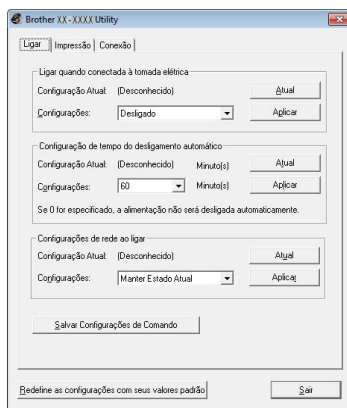 Brother XX - XXXX Utility
Ligar Impressão Conexão
Ligar quando conectada à tomada elétrica
Configuração Atual: (Desconhecido) Atual
Configurações: Desligado Aplicar
Configuração de tempo do desligamento automático
Configuração Atual: (Desconhecido) Minuto(s) Atual
Configurações: 60 Minuto(s) Aplicar
Se 0 for especificado, a alimentação não será desligada automaticamente.
Configurações de rede ao ligar
Configuração Atual: (Desconhecido) Atual
Configurações: Manter Estado Atual Aplicar
Salvar Configurações de Comando
Redefine as configurações com seus valores padrão Sair